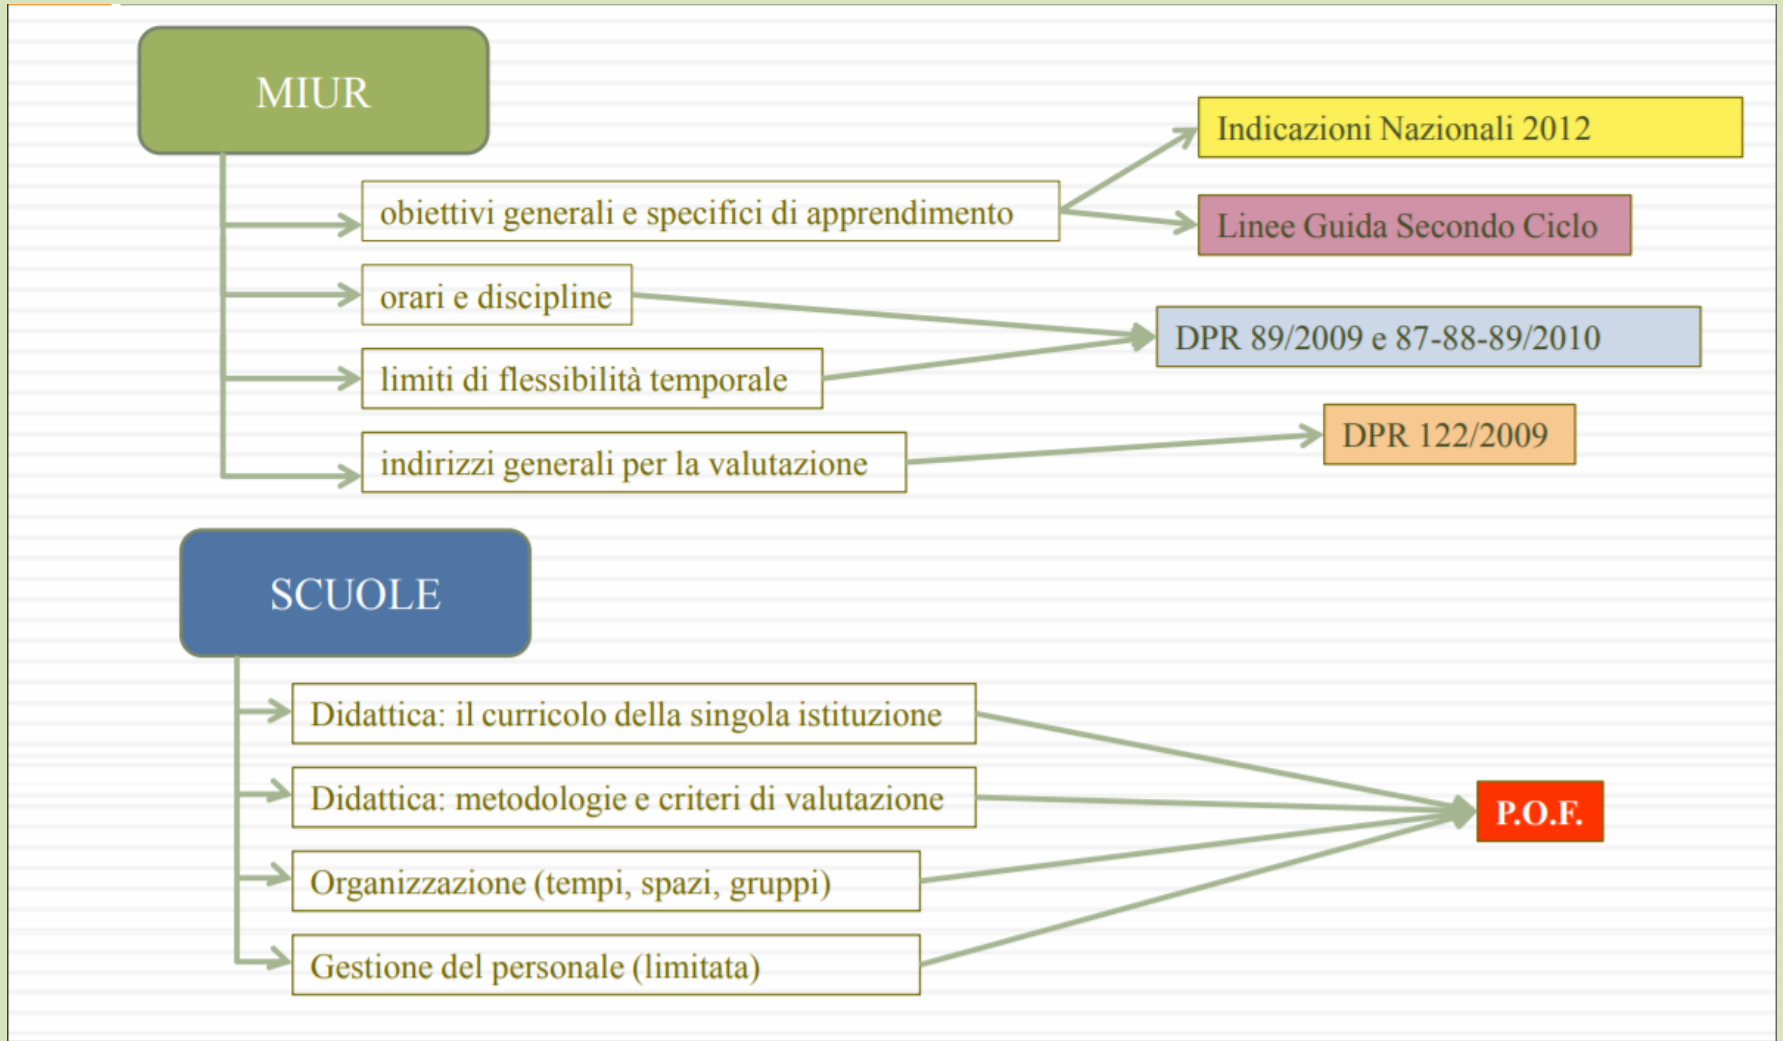 MIUR
Indicazioni Nazionali 2012
obiettivi generali e specifici di apprendimento
Linee Guida Secondo Ciclo
orari e discipline
DPR 89/2009 e 87-88-89/2010
limiti di flessibilità temporale
DPR 122/2009
indirizzi generali per la valutazione
SCUOLE
Didattica: il curricolo della singola istituzione
Didattica: metodologie e criteri di valutazione
P.O.F.
Organizzazione (tempi, spazi, gruppi)
Gestione del personale (limitata)